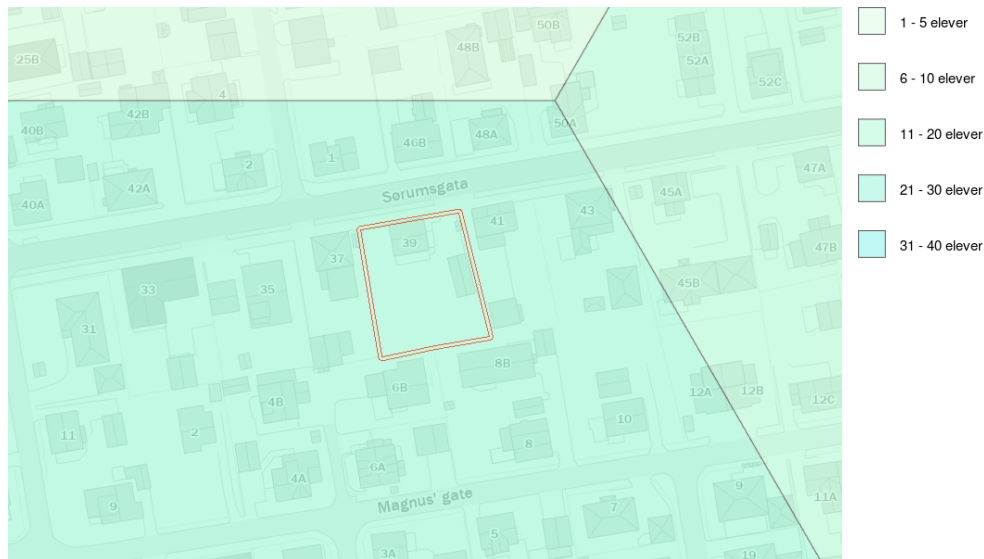 50B
25B
48B
52B
52A
52C
4
42B
40B
50A
46B
48A
1
2
42A
40A
47A
45A
Sørumsgata
39
41
43
37
47B
33
35
45B
31
8B
6B
4B
12A
12B
12C
11
2
10
8
6A
4A
9
Magnus' gate
9
11A
7
5
3A
19
1 - 5 elever
6 - 10 elever
11 - 20 elever
21 - 30 elever
31 - 40 elever